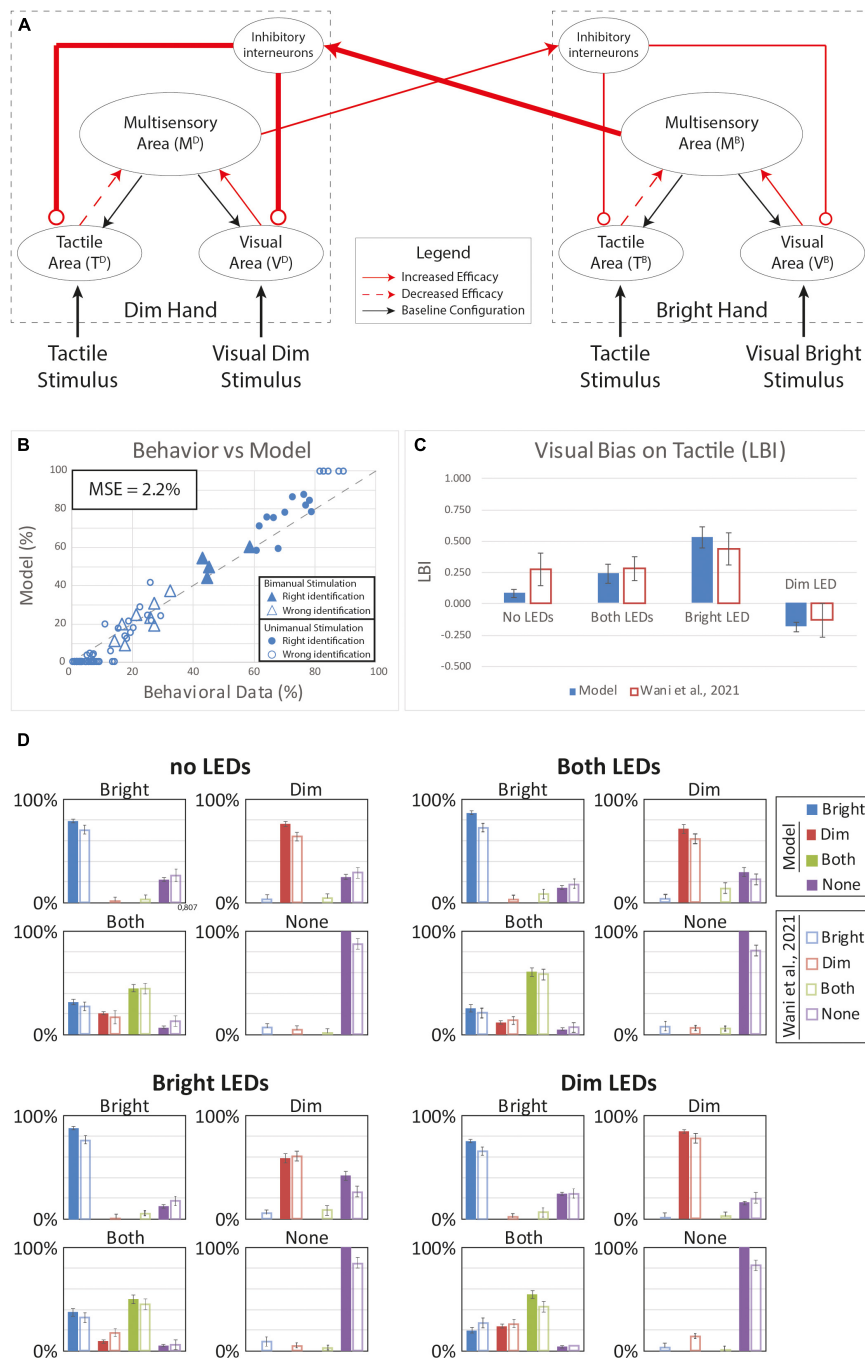 A
Inhibitory
interneurons
Inhibitory
interneurons
Multisensory
Area (Mᴰ)
Multisensory
Area (Mᴮ)
Tactile
Area (Tᴰ)
Visual
Area (Vᴰ)
Legend
Increased Efficacy
Decreased Efficacy
Baseline Configuration
Tactile
Area (Tᴮ)
Visual
Area (Vᴮ)
Dim Hand
Bright Hand
Tactile
Stimulus
Visual Dim
Stimulus
Tactile
Stimulus
Visual Bright
Stimulus
B
Behavior vs Model
MSE = 2.2%
Model (%)
100
80
60
40
20
0
0
20
40
60
80
100
Behavioral Data (%)
Bimanual Stimulation
Right identification
Wrong identification
Unimanual Stimulation
Right identification
Wrong identification
C
Visual Bias on Tactile (LBI)
LBI
1.000
0.750
0.500
0.250
0.000
-0.250
-0.500
No LEDs
Both LEDs
Bright LED
Dim LED
Model
Wani et al., 2021
D
no LEDs
Bright
100%
0%
0,807
Dim
100%
0%
Both
100%
0%
None
100%
0%
Both LEDs
Bright
100%
0%
Dim
100%
0%
Both
100%
0%
None
100%
0%
Model
Bright
Dim
Both
None
Wani et al., 2021
Bright
Dim
Both
None
Bright LEDs
Bright
100%
0%
Dim
100%
0%
Both
100%
0%
None
100%
0%
Dim LEDs
Bright
100%
0%
Dim
100%
0%
Both
100%
0%
None
100%
0%